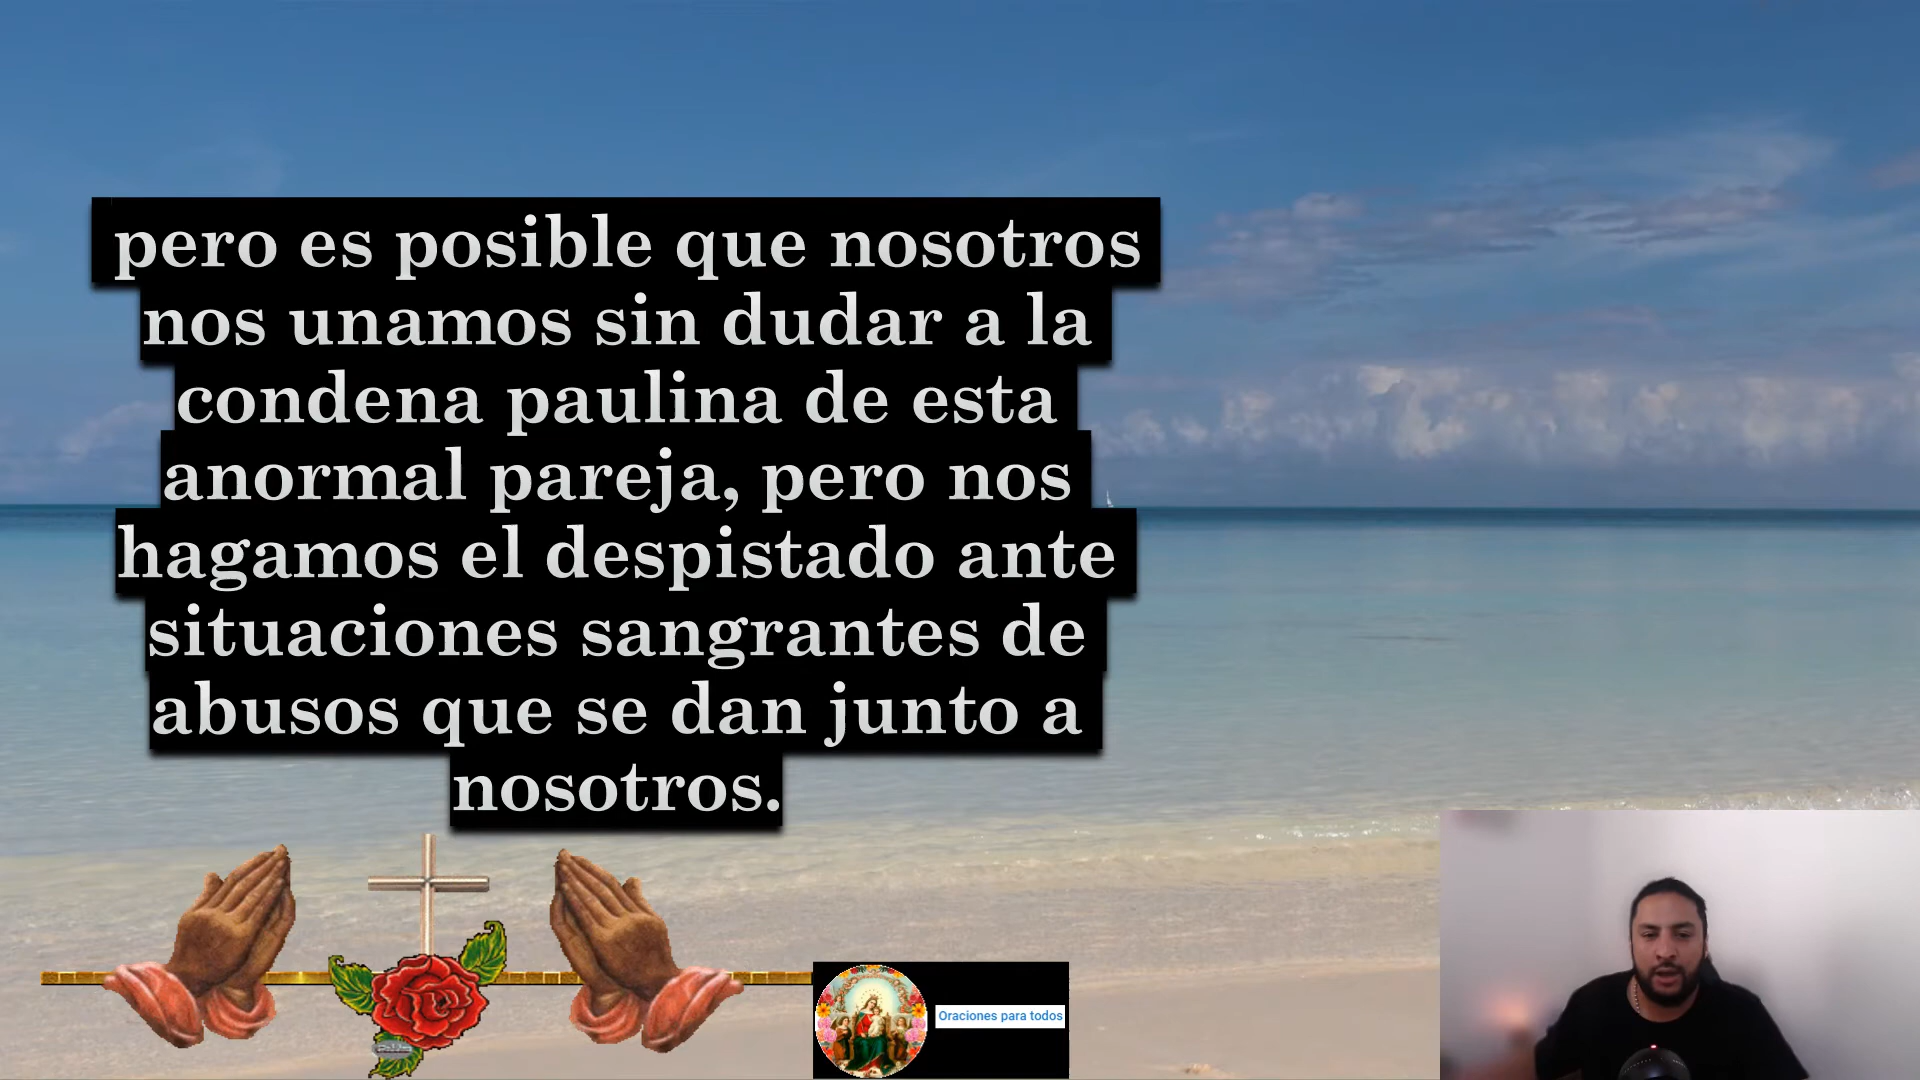 pero es posible que nosotros
nos unamos sin dudar a la
condena paulina de esta
anormal pareja, pero nos
hagamos el despistado ante
situaciones sangrantes de
abusos que se dan junto a
nosotros.
Oraciones para todos